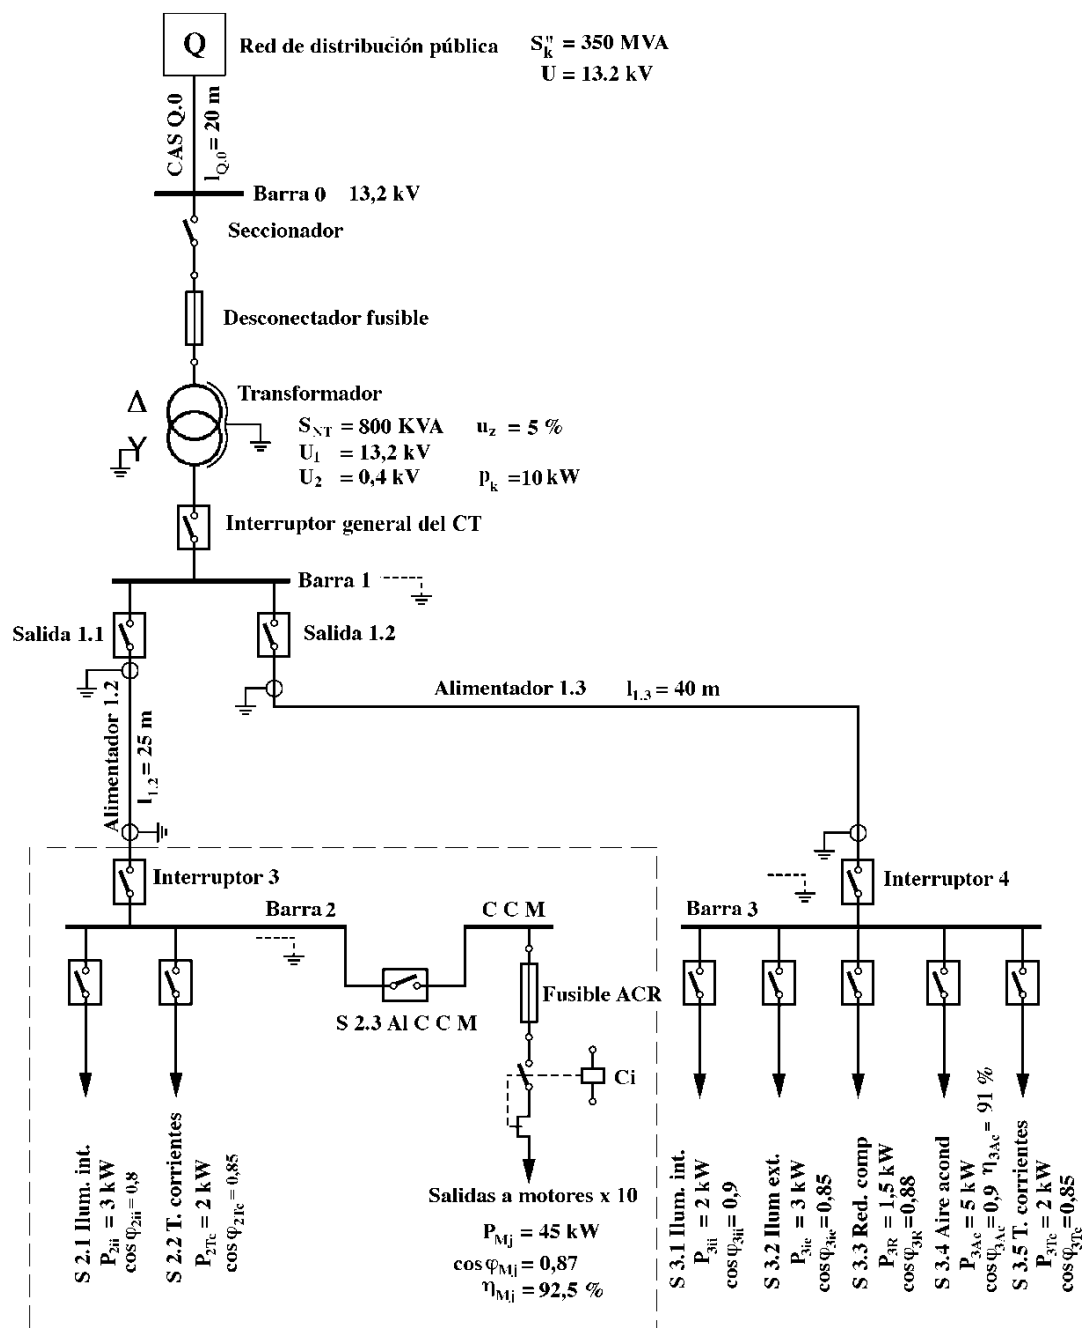 Q
Red de distribución pública
S"k = 350 MVA
U = 13.2 kV
CAS Q.0
lQ.0 = 20 m
Barra 0 13,2 kV
Seccionador
Desconectador fusible
Δ
Y
Transformador
SNT = 800 KVA uz = 5 %
U1 = 13,2 kV
U2 = 0,4 kV pk =10 kW
Interruptor general del CT
Barra 1
Salida 1.1
Salida 1.2
Alimentador 1.2
l1.2 = 25 m
Alimentador 1.3 l1.3 = 40 m
Interruptor 3
Interruptor 4
Barra 2
C C M
Barra 3
Fusible ACR
S 2.3 Al C C M
Ci
S 2.1 Ilum. int.
P2ii = 3 kW
cos φ2ii = 0,8
S 2.2 T. corrientes
P2Tc = 2 kW
cos φ2Tc = 0,85
Salidas a motores x 10
PMj = 45 kW
cos φMj = 0,87
ηMj = 92,5 %
S 3.1 Ilum. int.
P3ii = 2 kW
cos φ3ii = 0,9
S 3.2 Ilum ext.
P3ie = 3 kW
cos φ3ie = 0,85
S 3.3 Red. comp
P3R = 1,5 kW
cos φ3R = 0,88
S 3.4 Aire acond
P3Ac = 5 kW
cos φ3Ac = 0,9 η3Ac = 91 %
S 3.5 T. corrientes
P3Tc = 2 kW
cos φ3Tc = 0,85